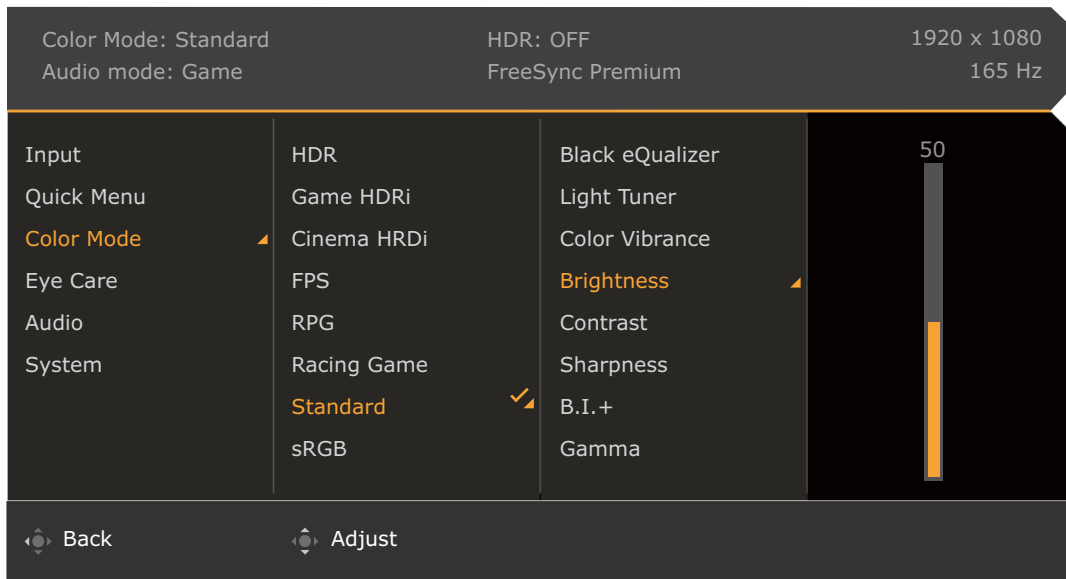 Color Mode: Standard
Audio mode: Game
HDR: OFF
FreeSync Premium
1920 x 1080
165 Hz
Input
Quick Menu
Color Mode
Eye Care
Audio
System
HDR
Game HDRi
Cinema HRDi
FPS
RPG
Racing Game
Standard
sRGB
Black eQualizer
Light Tuner
Color Vibrance
Brightness
Contrast
Sharpness
B.I.+
Gamma
50
Back
Adjust